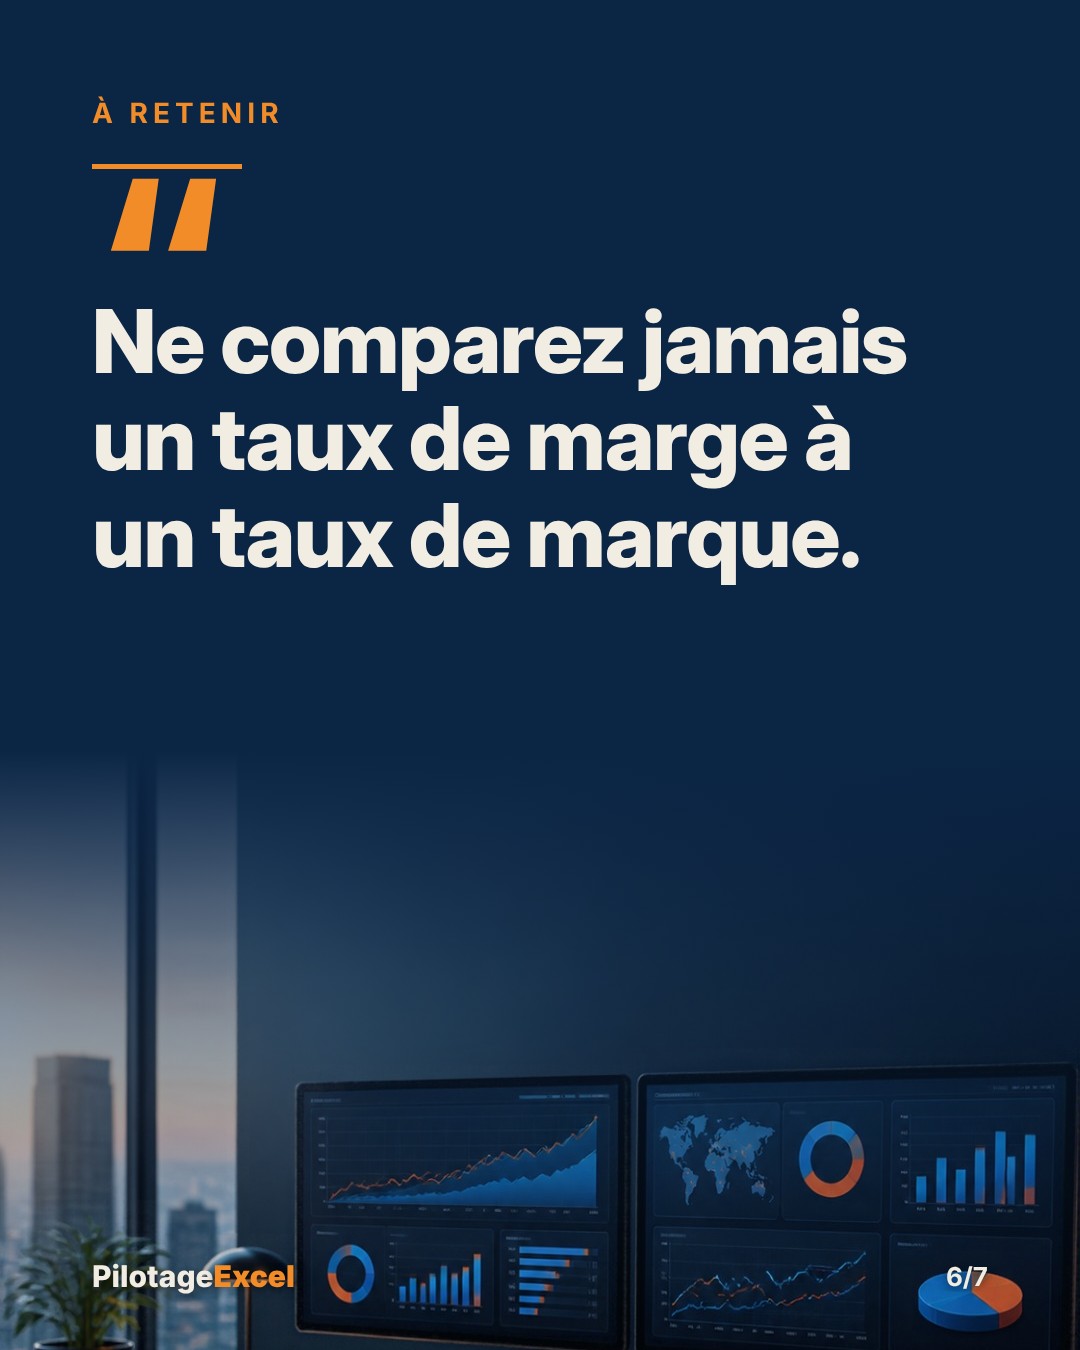 À RETENIR
"
Ne comparez jamais
un taux de marge à
un taux de marque.
PilotageExcel
6/7